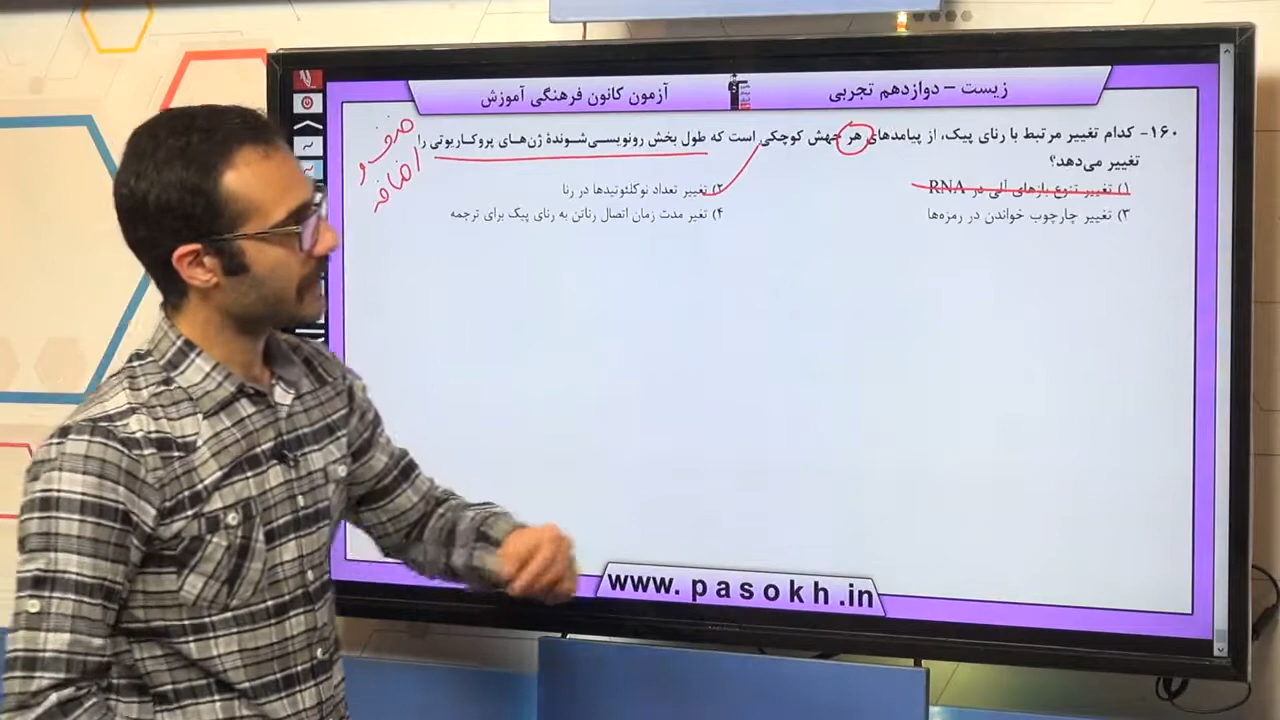 زیست – دوازدهم تجربی
آزمون کانون فرهنگی آموزش
۱۶۰- کدام تغییر مرتبط با رنای پیک، از پیامدهای هر جهش کوچکی است که طول بخش رونویسی‌شوندهٔ ژن‌های پروکاریوتی را
تغییر می‌دهد؟
۱) تغییر تنوع بازهای آلی در RNA
۲) تغییر تعداد نوکلئوتیدها در رنا
۳) تغییر چارچوب خواندن در رمزه‌ها
۴) تغیر مدت زمان اتصال رناتن به رنای پیک برای ترجمه
حذف و
اضافه
www.pasokh.in